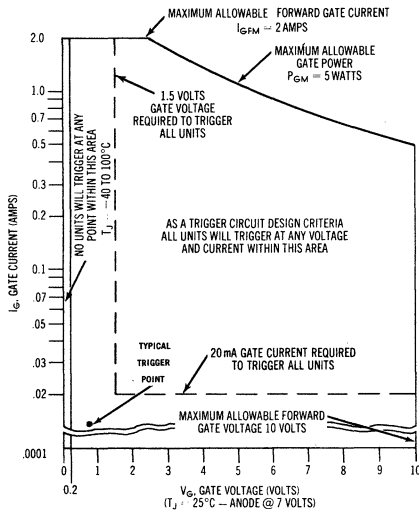 MAXIMUM ALLOWABLE FORWARD GATE CURRENT
IGFM = 2 AMPS
MAXIMUM ALLOWABLE
GATE POWER
PGM = 5 WATTS
1.5 VOLTS
GATE VOLTAGE
REQUIRED TO TRIGGER
ALL UNITS
NO UNITS WILL TRIGGER AT ANY
POINT WITHIN THIS AREA
TJ = -40 TO 100°C
AS A TRIGGER CIRCUIT DESIGN CRITERIA
ALL UNITS WILL TRIGGER AT ANY VOLTAGE
AND CURRENT WITHIN THIS AREA
TYPICAL
TRIGGER
POINT
20 mA GATE CURRENT REQUIRED
TO TRIGGER ALL UNITS
MAXIMUM ALLOWABLE FORWARD
GATE VOLTAGE 10 VOLTS
IG, GATE CURRENT (AMPS)
2.0
1.0
0.7
0.5
0.3
0.2
0.1
.07
.05
.03
.02
.0001
0 1 2 3 4 5 6 7 8 9 10
0.2
VG, GATE VOLTAGE (VOLTS)
(TJ = 25°C — ANODE @ 7 VOLTS)